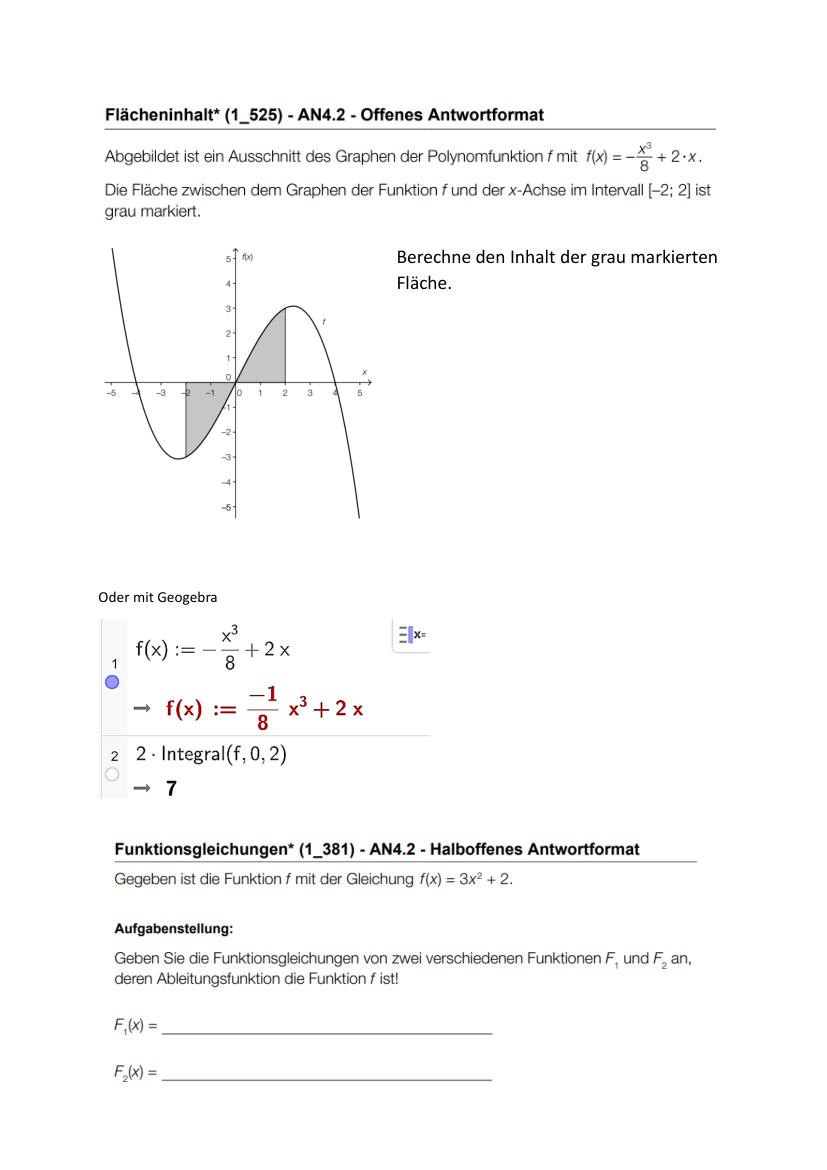 Flächeninhalt* (1_525) - AN4.2 - Offenes Antwortformat
Abgebildet ist ein Ausschnitt des Graphen der Polynomfunktion f mit f(x) = −x³/8 + 2·x.
Die Fläche zwischen dem Graphen der Funktion f und der x-Achse im Intervall [–2; 2] ist
grau markiert.
Berechne den Inhalt der grau markierten
Fläche.
5 f(x)
4
3
f
2
1
x
0
–5 –4 –3 –2 –1 0 1 2 3 4 5
–1
–2
–3
–4
–5
Oder mit Geogebra
1 f(x) := − x³/8 + 2 x
→ f(x) := −1/8 x³ + 2 x
x=
2 2 · Integral(f, 0, 2)
→ 7
Funktionsgleichungen* (1_381) - AN4.2 - Halboffenes Antwortformat
Gegeben ist die Funktion f mit der Gleichung f(x) = 3x² + 2.
Aufgabenstellung:
Geben Sie die Funktionsgleichungen von zwei verschiedenen Funktionen F₁ und F₂ an,
deren Ableitungsfunktion die Funktion f ist!
F₁(x) =
F₂(x) =